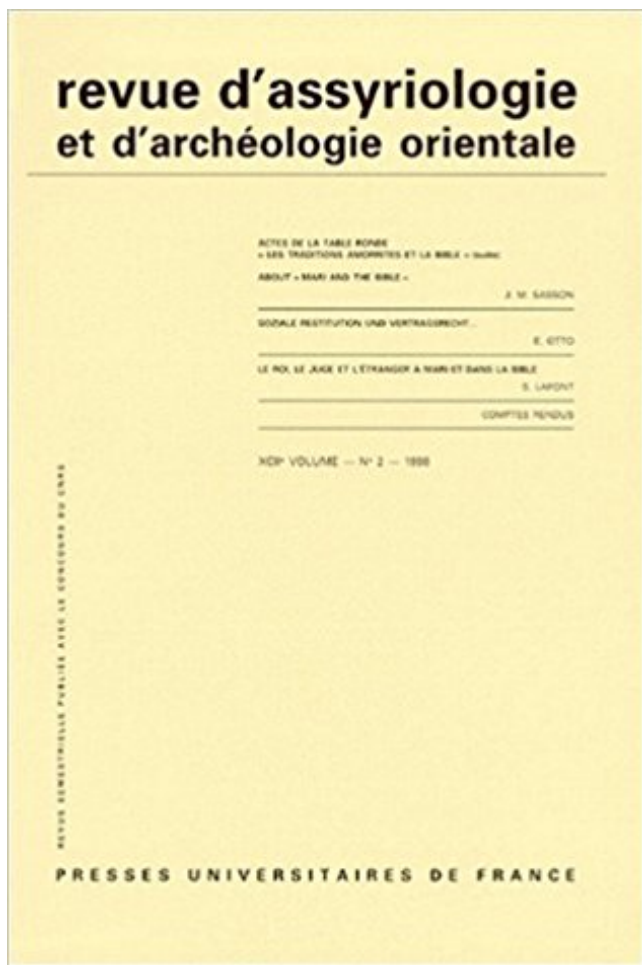 revue d'assyriologie
et d'archéologie orientale
ACTES DE LA TABLE RONDE
« LES TRADITIONS AMORRITES ET LA BIBLE » (suite)
ABOUT « MARI AND THE BIBLE »
J. M. SASSON
SOZIALE RESTITUTION UND VERTRAGSRECHT...
E. OTTO
LE ROI, LE JUGE ET L'ÉTRANGER A MARI ET DANS LA BIBLE
S. LAFONT
COMPTES RENDUS
VOLUME — N° 2 — 1998
REVUE SEMESTRIELLE PUBLIÉE AVEC LE CONCOURS DU CNRS
PRESSES UNIVERSITAIRES DE FRANCE